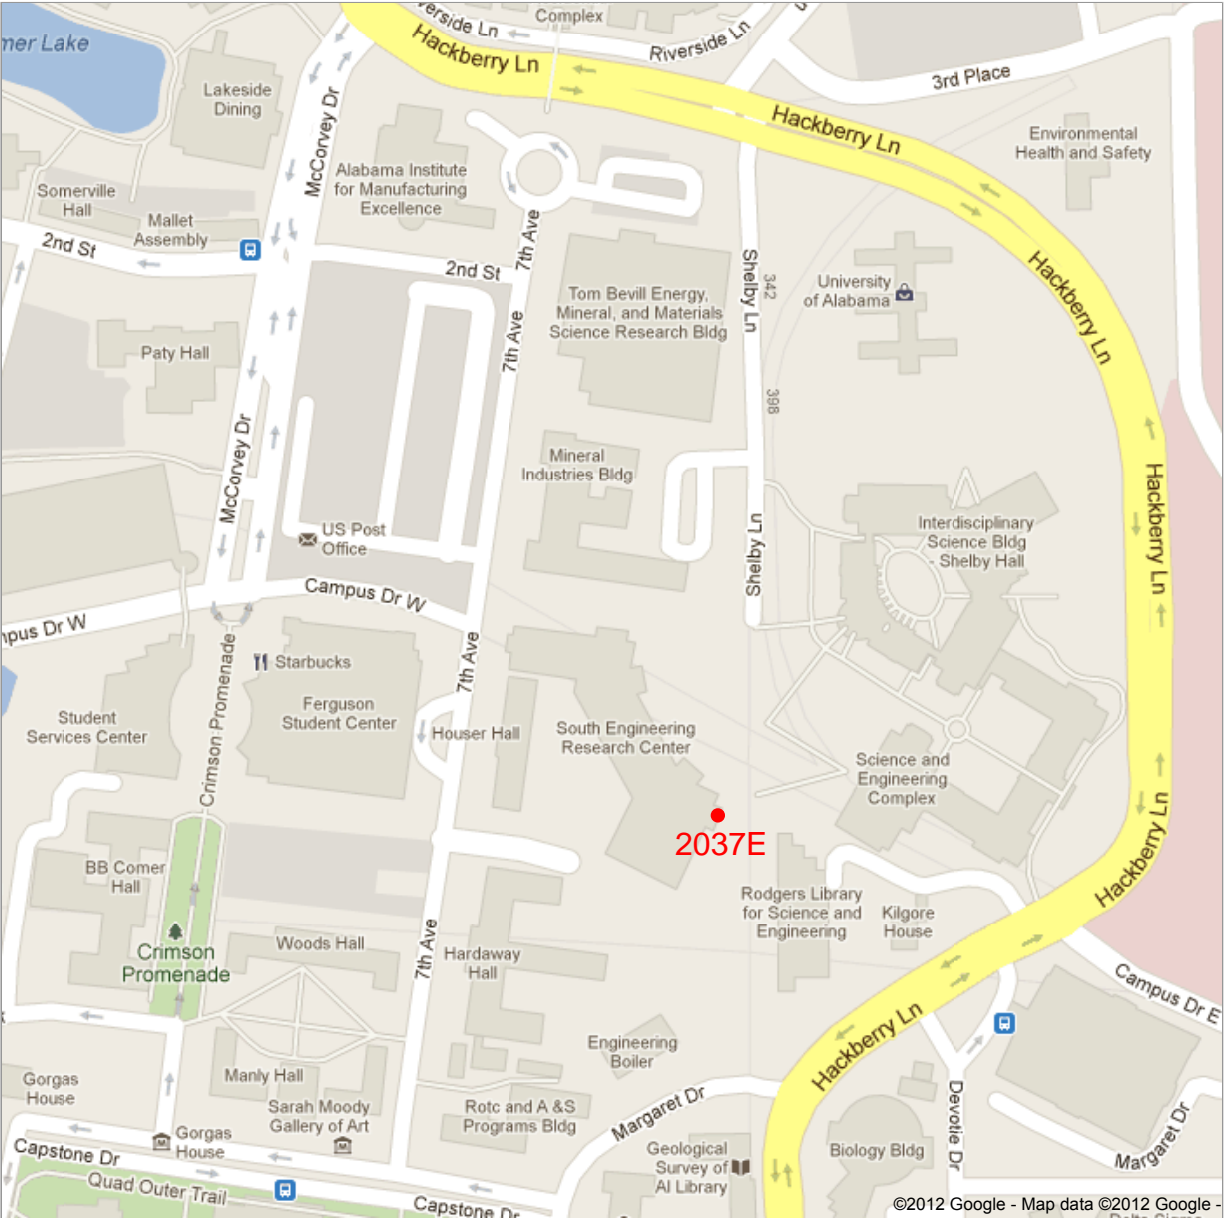 Complex
verside Ln
Riverside Ln
mer Lake
Hackberry Ln
3rd Place
Lakeside
Dining
McCorvey Dr
Hackberry Ln
Environmental
Health and Safety
Alabama Institute
for Manufacturing
Excellence
Somerville
Hall
Mallet
Assembly
2nd St
2nd St
7th Ave
Shelby Ln
342
University
of Alabama
Hackberry Ln
Tom Bevill Energy,
Mineral, and Materials
Science Research Bldg
7th Ave
Paty Hall
398
McCorvey Dr
Mineral
Industries Bldg
Hackberry Ln
US Post
Office
Shelby Ln
Interdisciplinary
Science Bldg
- Shelby Hall
Campus Dr W
mpus Dr W
7th Ave
Starbucks
Crimson Promenade
Ferguson
Student Center
Student
Services Center
Houser Hall
South Engineering
Research Center
Science and
Engineering
Complex
2037E
Hackberry Ln
BB Comer
Hall
Rodgers Library
for Science and
Engineering
Kilgore
House
Crimson
Promenade
Woods Hall
7th Ave
Hardaway
Hall
Campus Dr E
Hackberry Ln
Engineering
Boiler
Manly Hall
Gorgas
House
Sarah Moody
Gallery of Art
Rotc and A &S
Programs Bldg
Margaret Dr
Devotie Dr
Margaret Dr
Gorgas
House
Capstone Dr
Geological
Survey of
Al Library
Biology Bldg
Quad Outer Trail
Capstone Dr
©2012 Google - Map data ©2012 Google -